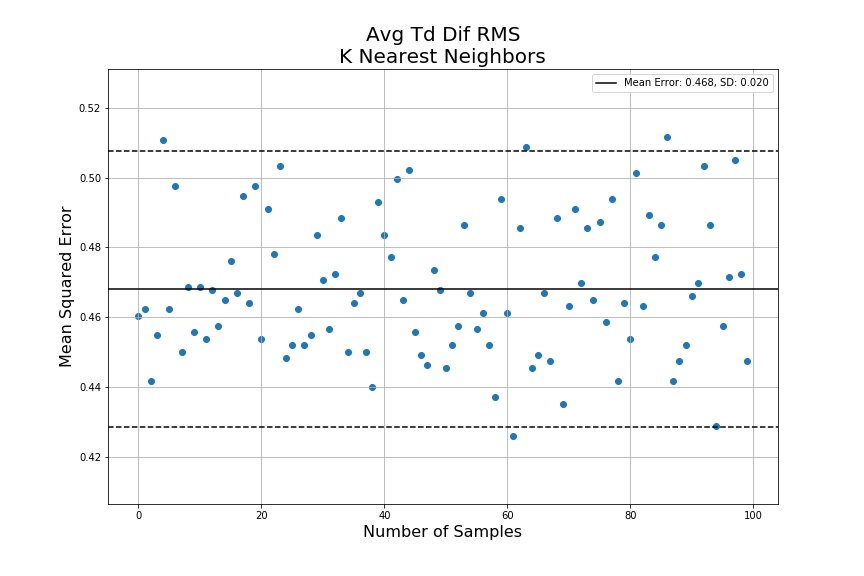 Avg Td Dif RMS
K Nearest Neighbors
Mean Error: 0.468, SD: 0.020
0.52
0.50
0.48
0.46
0.44
0.42
Mean Squared Error
0 20 40 60 80 100
Number of Samples